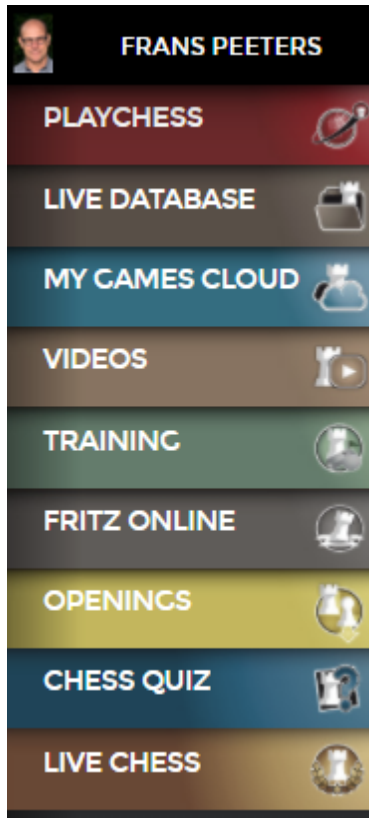 FRANS PEETERS
PLAYCHESS
LIVE DATABASE
MY GAMES CLOUD
VIDEOS
TRAINING
FRITZ ONLINE
OPENINGS
CHESS QUIZ
LIVE CHESS